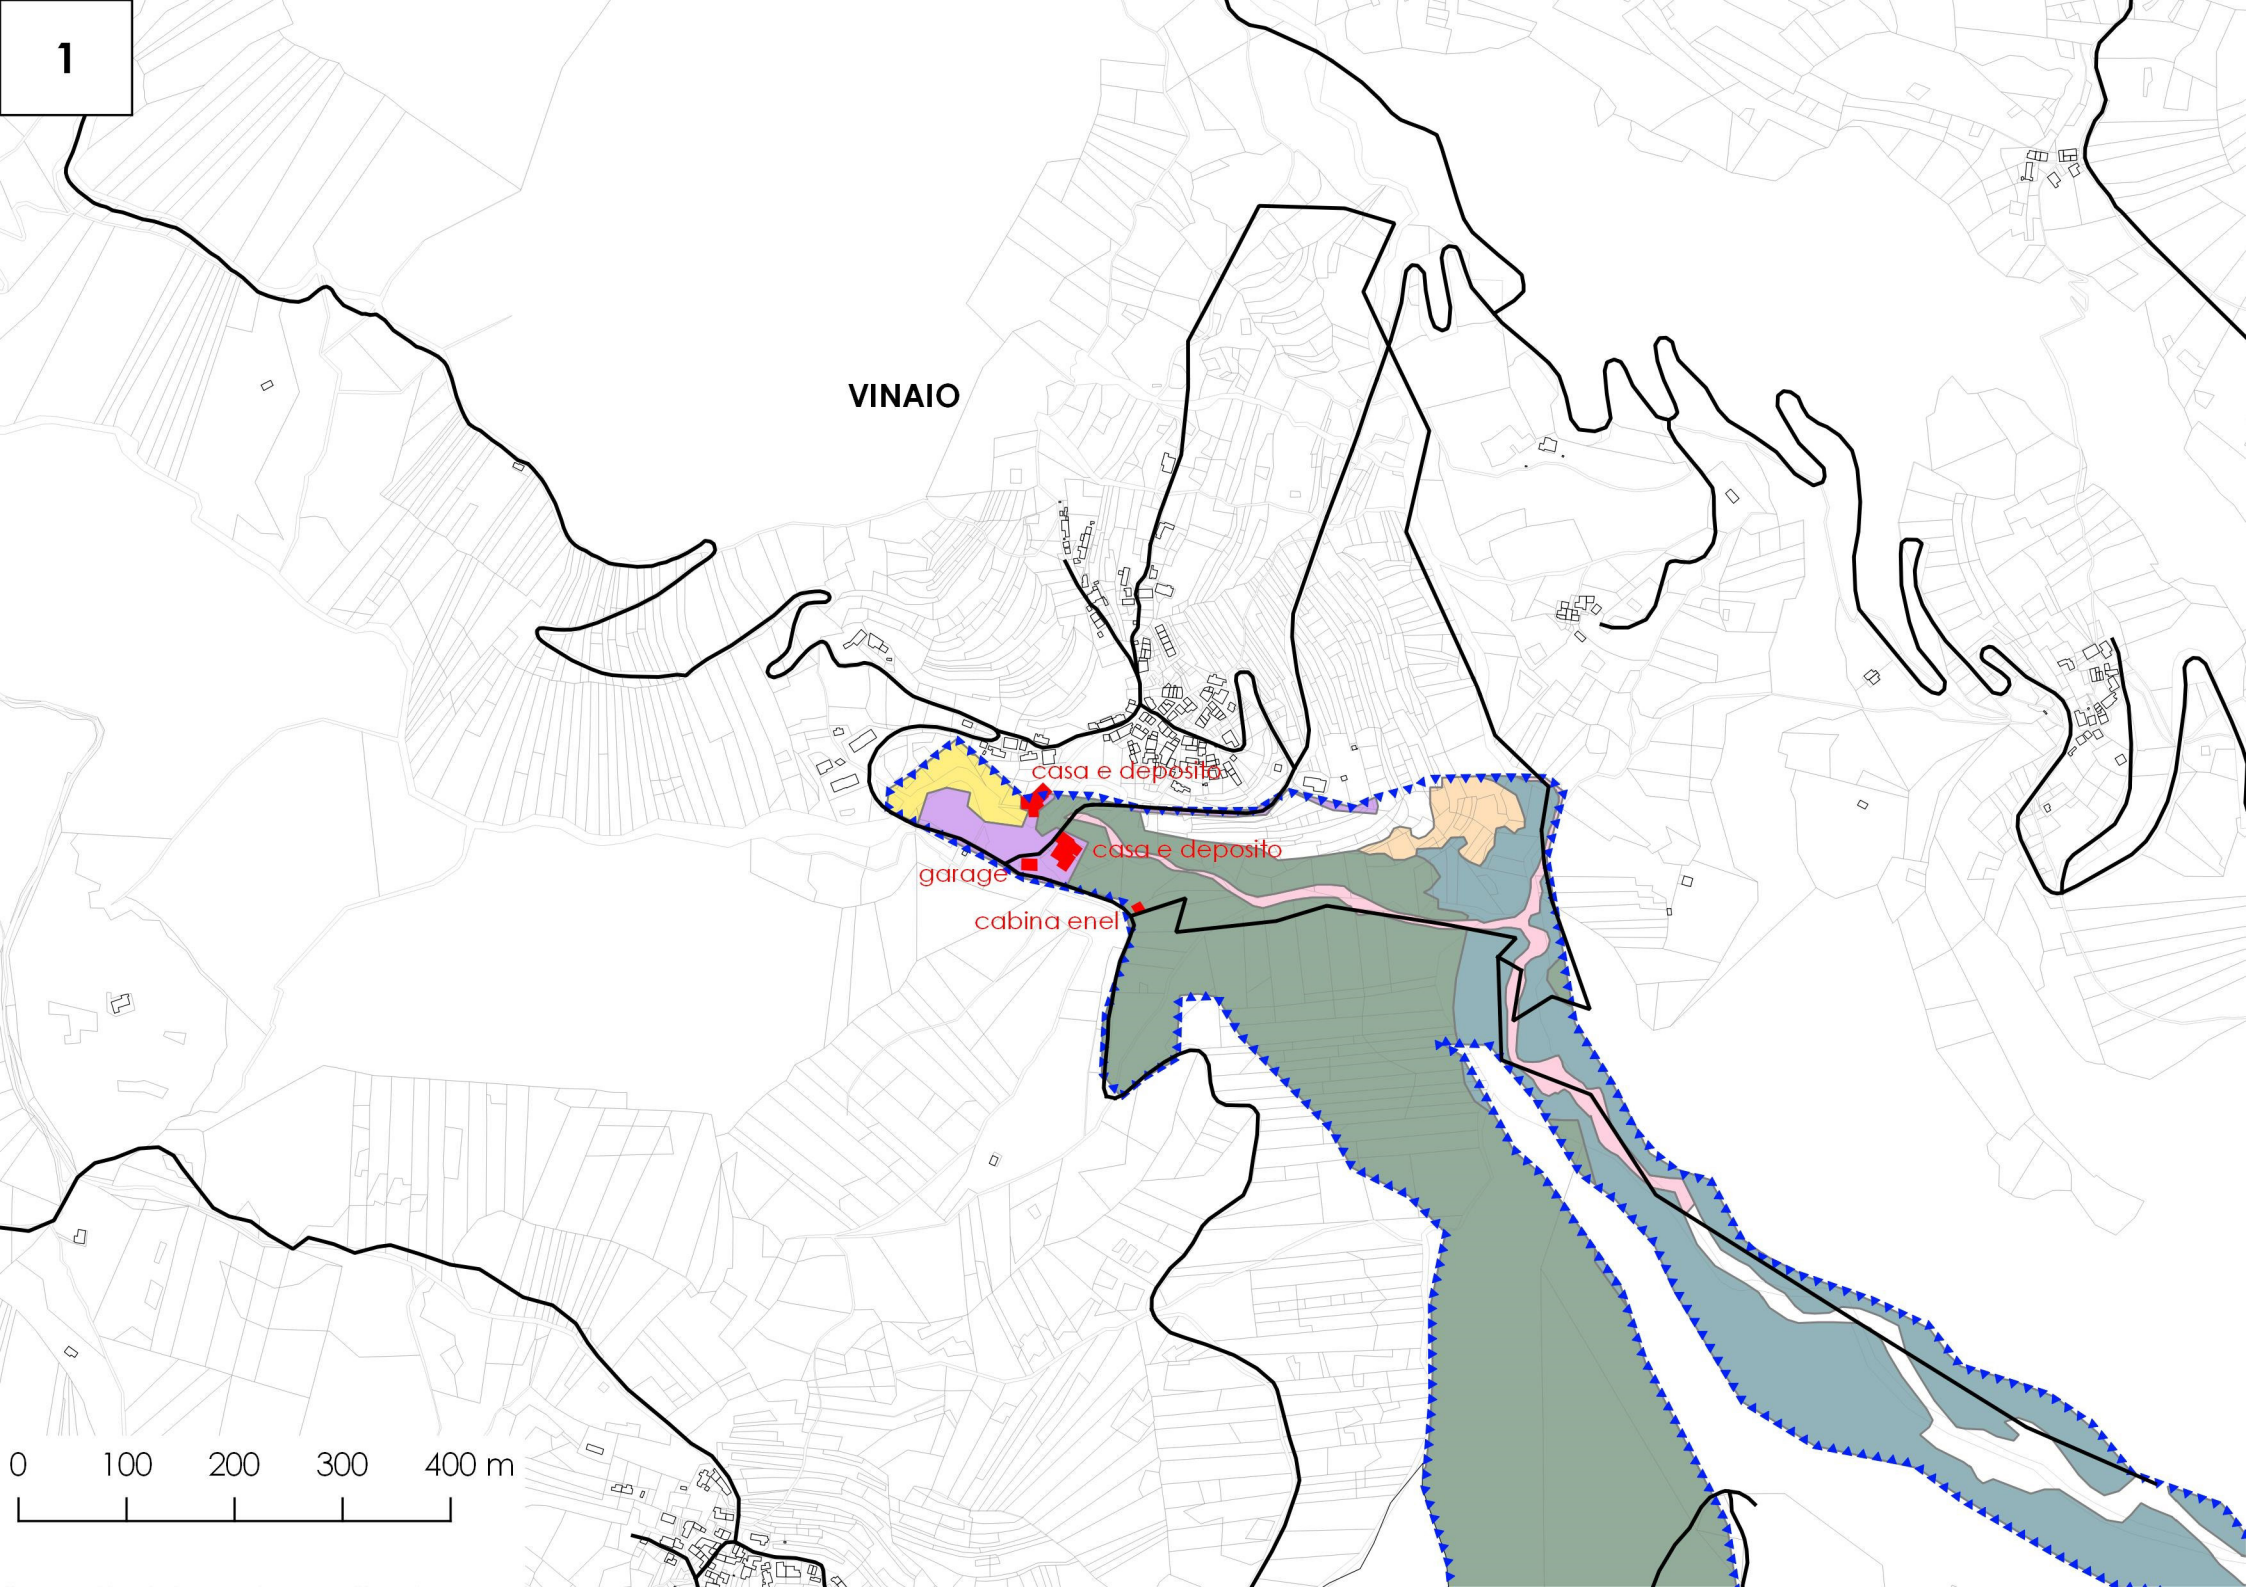 1
VINAIO
casa e deposito
casa e deposito
garage
cabina enel
0 100 200 300 400 m